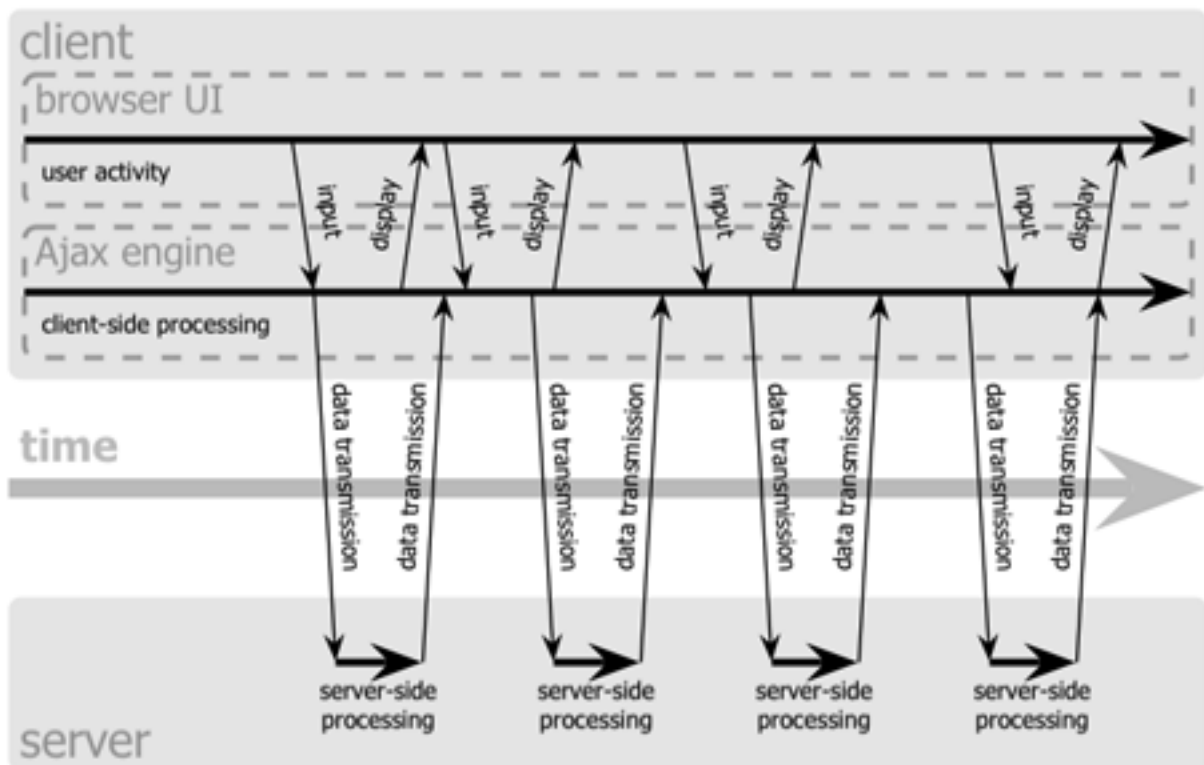 client
browser UI
user activity
input
display
input
display
input
display
input
display
Ajax engine
client-side processing
data transmission
data transmission
data transmission
data transmission
data transmission
data transmission
data transmission
data transmission
time
server-side
processing
server-side
processing
server-side
processing
server-side
processing
server